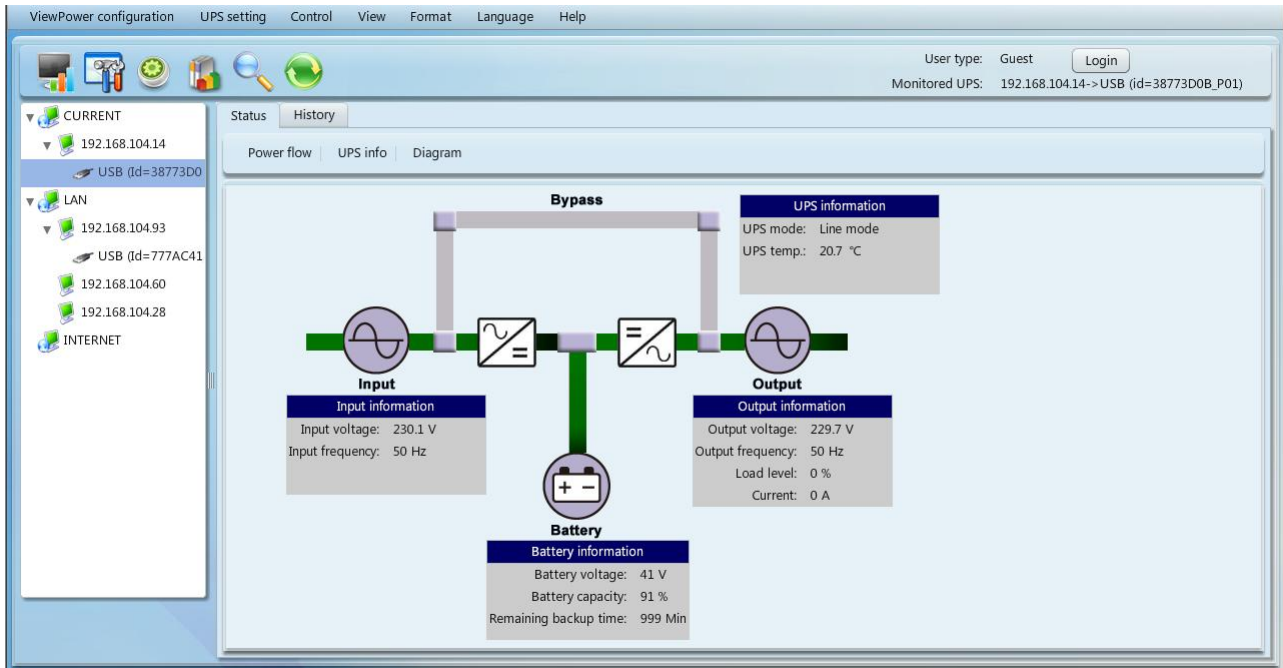 ViewPower configuration UPS setting Control View Format Language Help
User type: Guest Login
Monitored UPS: 192.168.104.14->USB (id=38773D0B_P01)
CURRENT
192.168.104.14
USB (Id=38773D0
LAN
192.168.104.93
USB (Id=777AC41
192.168.104.60
192.168.104.28
INTERNET
Status History
Power flow UPS info Diagram
Bypass
UPS information
UPS mode: Line mode
UPS temp.: 20.7 °C
Input
Input information
Input voltage: 230.1 V
Input frequency: 50 Hz
Output
Output information
Output voltage: 229.7 V
Output frequency: 50 Hz
Load level: 0 %
Current: 0 A
Battery
Battery information
Battery voltage: 41 V
Battery capacity: 91 %
Remaining backup time: 999 Min